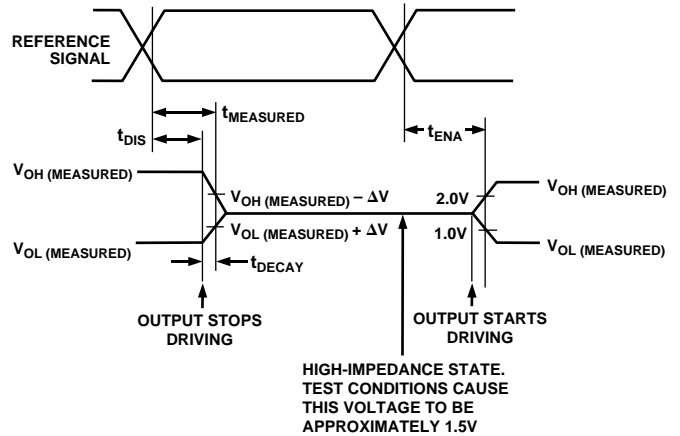 REFERENCE
SIGNAL
tMEASURED
tDIS
tENA
VOH (MEASURED)
VOH (MEASURED) – ΔV
2.0V
VOH (MEASURED)
VOL (MEASURED)
VOL (MEASURED) + ΔV
1.0V
VOL (MEASURED)
tDECAY
OUTPUT STOPS
DRIVING
OUTPUT STARTS
DRIVING
HIGH-IMPEDANCE STATE.
TEST CONDITIONS CAUSE
THIS VOLTAGE TO BE
APPROXIMATELY 1.5V